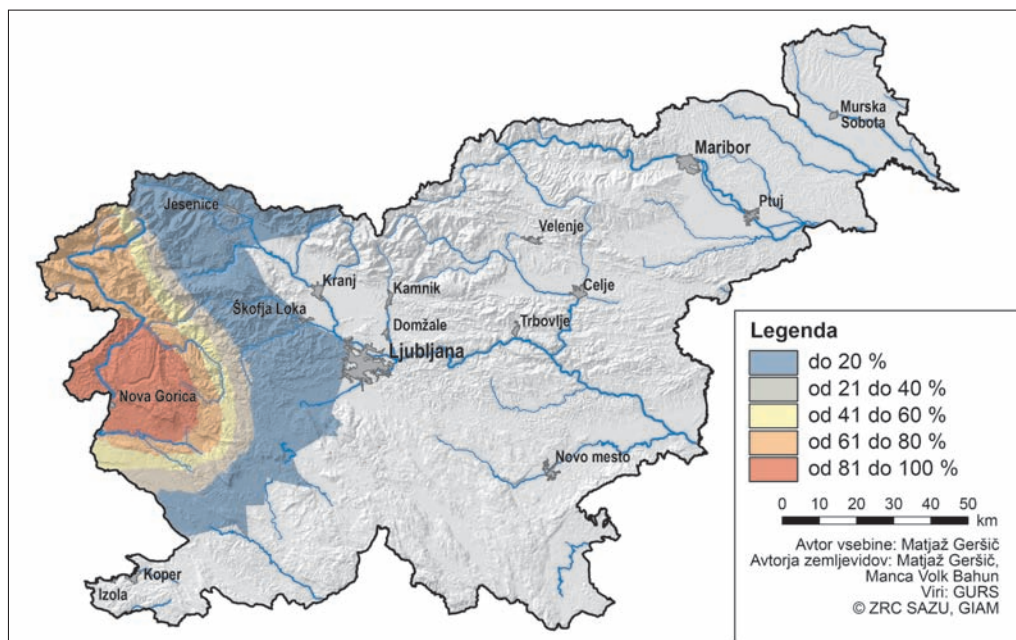 Murska
Sobota
Maribor
Ptuj
Jesenice
Velenje
Kranj
Kamnik
Celje
Škofja Loka
Domžale
Trbovlje
Ljubljana
Nova Gorica
Novo mesto
Koper
Izola
Legenda
do 20 %
od 21 do 40 %
od 41 do 60 %
od 61 do 80 %
od 81 do 100 %
0 10 20 30 40 50
km
Avtor vsebine: Matjaž Geršič
Avtorja zemljevidov: Matjaž Geršič,
Manca Volk Bahun
Viri: GURS
© ZRC SAZU, GIAM